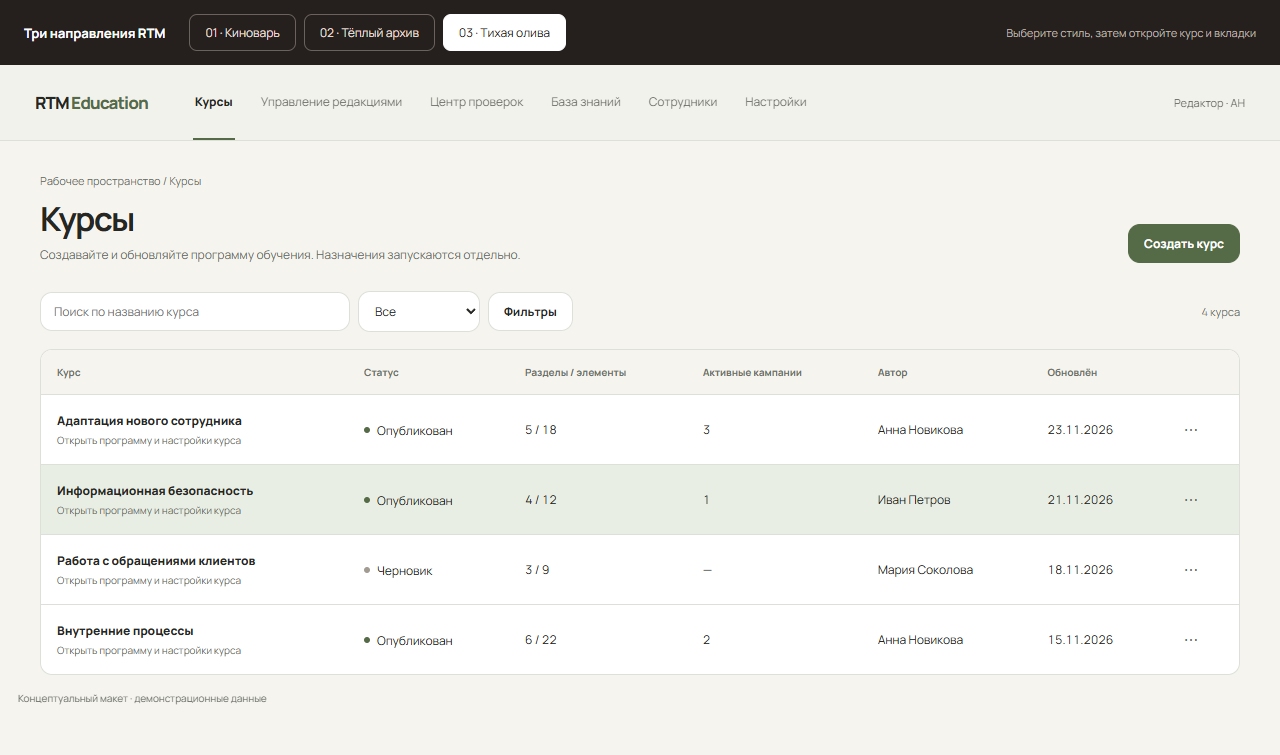 Три направления RTM
01 · Киноварь
02 · Тёплый архив
03 · Тихая олива
Выберите стиль, затем откройте курс и вкладки
RTM Education
Курсы
Управление редакциями
Центр проверок
База знаний
Сотрудники
Настройки
Редактор · АН
Рабочее пространство / Курсы
Курсы
Создавайте и обновляйте программу обучения. Назначения запускаются отдельно.
Создать курс
Поиск по названию курса
Все
Фильтры
4 курса
Курс
Статус
Разделы / элементы
Активные кампании
Автор
Обновлён
Адаптация нового сотрудника
Открыть программу и настройки курса
Опубликован
5 / 18
3
Анна Новикова
23.11.2026
···
Информационная безопасность
Открыть программу и настройки курса
Опубликован
4 / 12
1
Иван Петров
21.11.2026
···
Работа с обращениями клиентов
Открыть программу и настройки курса
Черновик
3 / 9
—
Мария Соколова
18.11.2026
···
Внутренние процессы
Открыть программу и настройки курса
Опубликован
6 / 22
2
Анна Новикова
15.11.2026
···
Концептуальный макет · демонстрационные данные